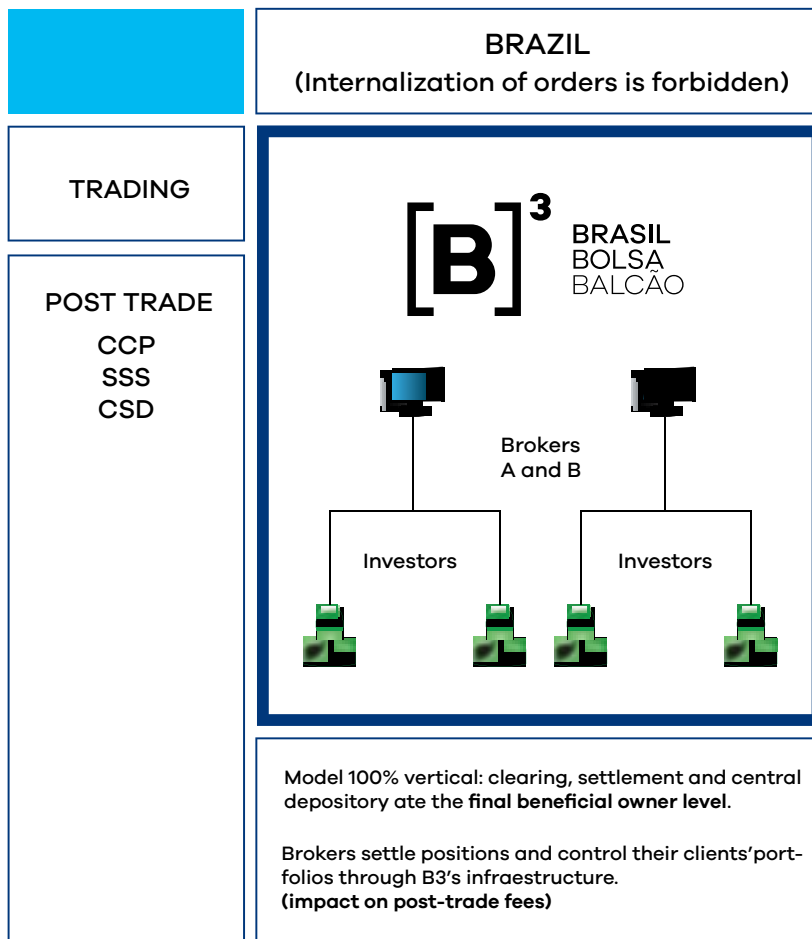 BRAZIL
(Internalization of orders is forbidden)
TRADING
[B]³
BRASIL
BOLSA
BALCÃO
POST TRADE
CCP
SSS
CSD
Brokers
A and B
Investors
Investors
Model 100% vertical: clearing, settlement and central
depository ate the final beneficial owner level.
Brokers settle positions and control their clients'port-
folios through B3's infraestructure.
(impact on post-trade fees)